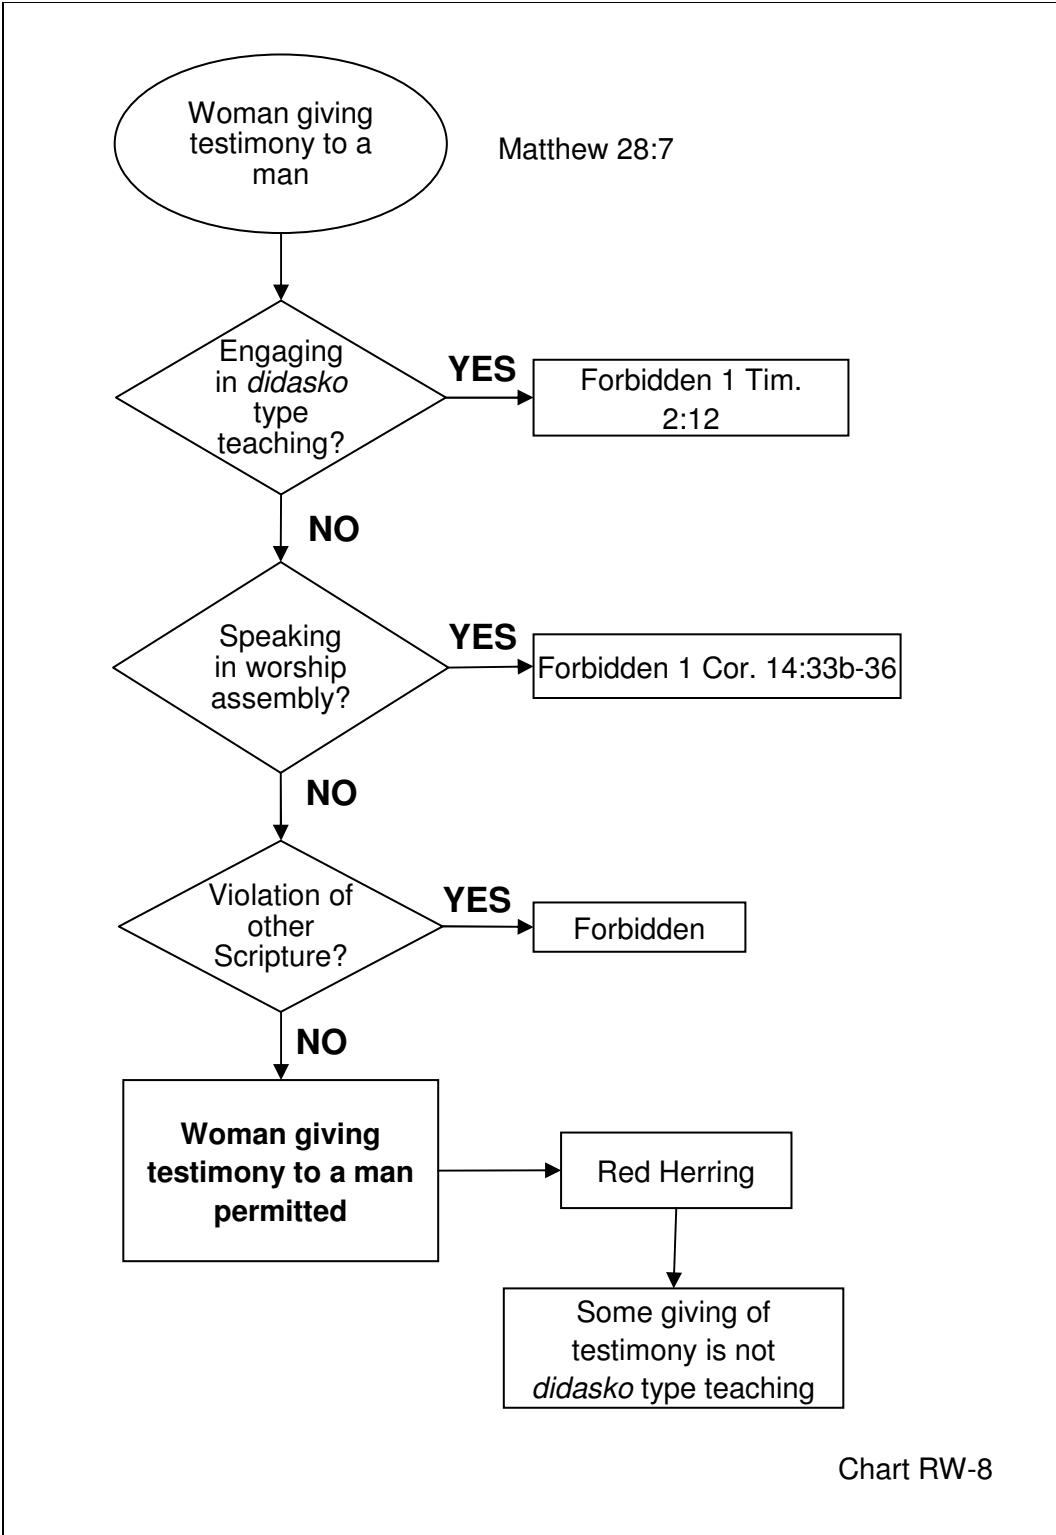 Woman giving
testimony to a
man
Matthew 28:7
Engaging
in didasko
type
teaching?
YES
Forbidden 1 Tim.
2:12
NO
Speaking
in worship
assembly?
YES
Forbidden 1 Cor. 14:33b-36
NO
Violation of
other
Scripture?
YES
Forbidden
NO
Woman giving
testimony to a man
permitted
Red Herring
Some giving of
testimony is not
didasko type teaching
Chart RW-8